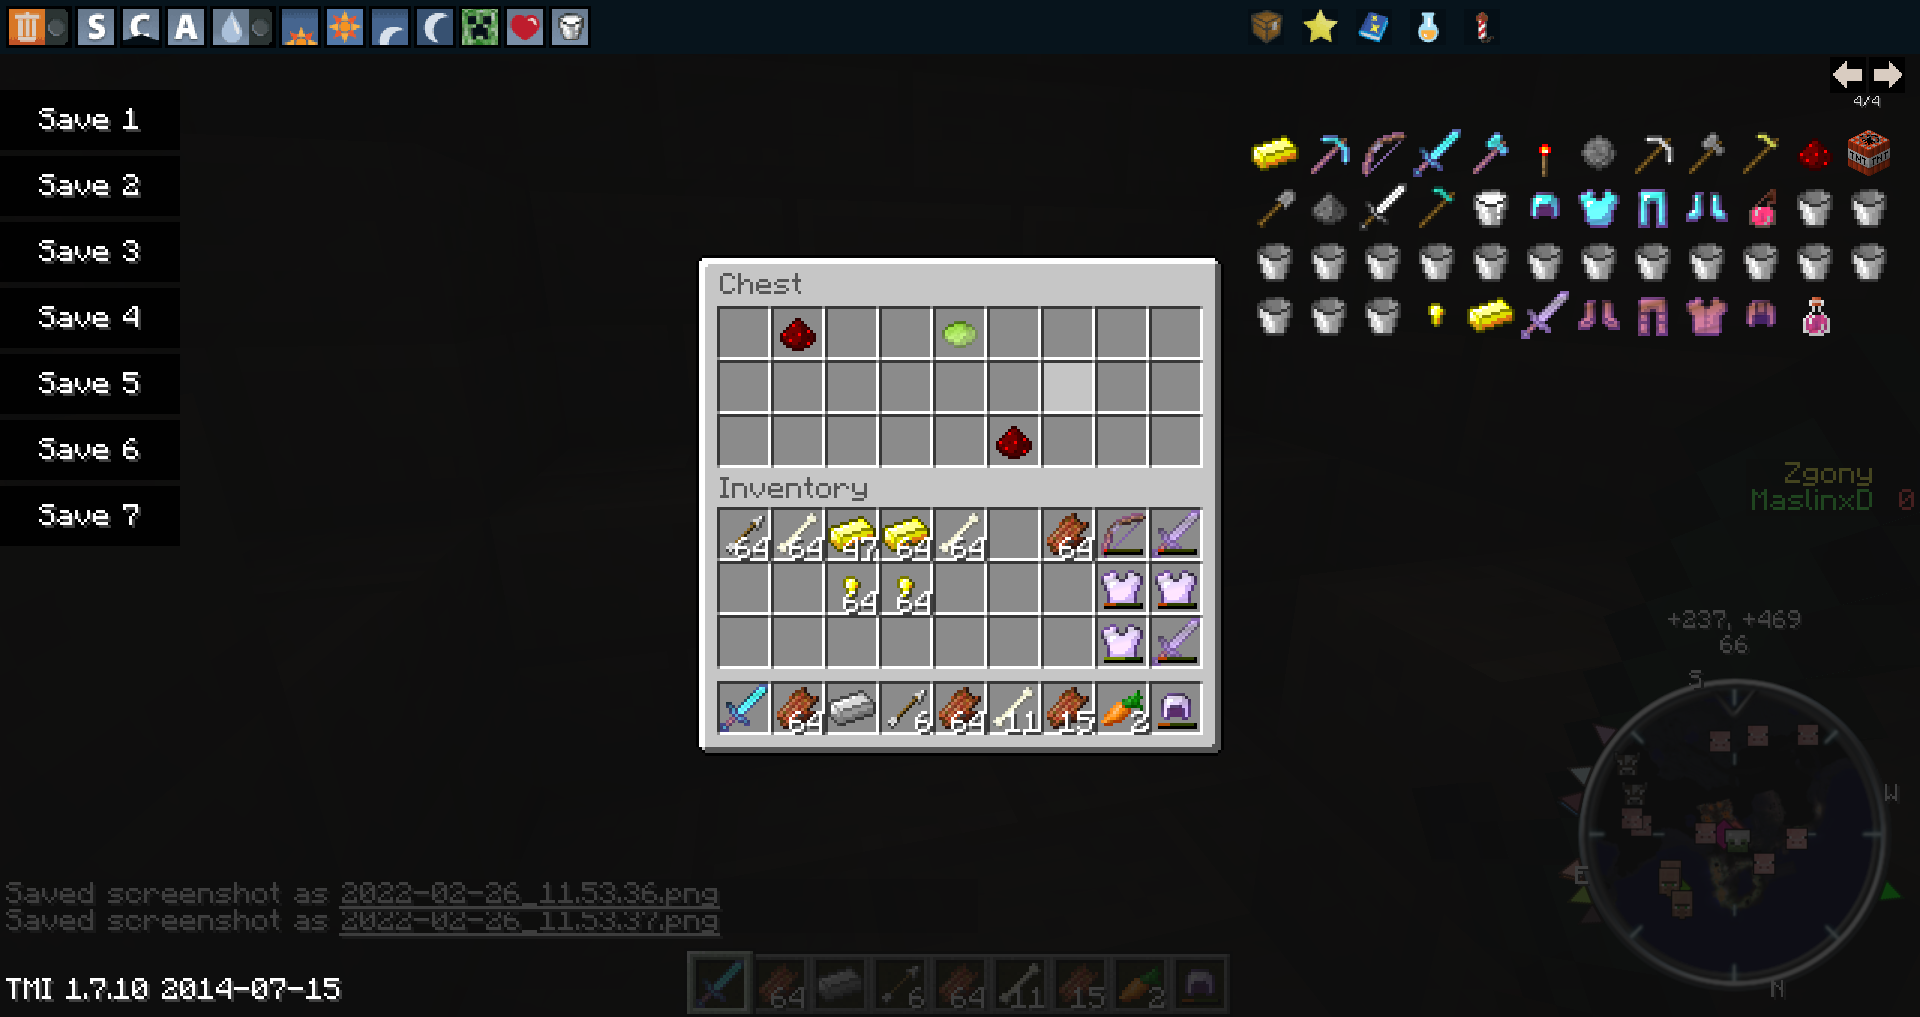 S C A
4/4
Save 1
Save 2
Save 3
Save 4
Save 5
Save 6
Save 7
TNT TNT
Chest
Inventory
64 64 47 64 64 64
64 64
64 6 64 11 15 2
Zgony
MaslinxD 0
+237, +469
66
S
W
E
N
Saved screenshot as 2022-02-26_11.53.36.png
Saved screenshot as 2022-02-26_11.53.37.png
TMI 1.7.10 2014-07-15
64 6 64 11 15 2